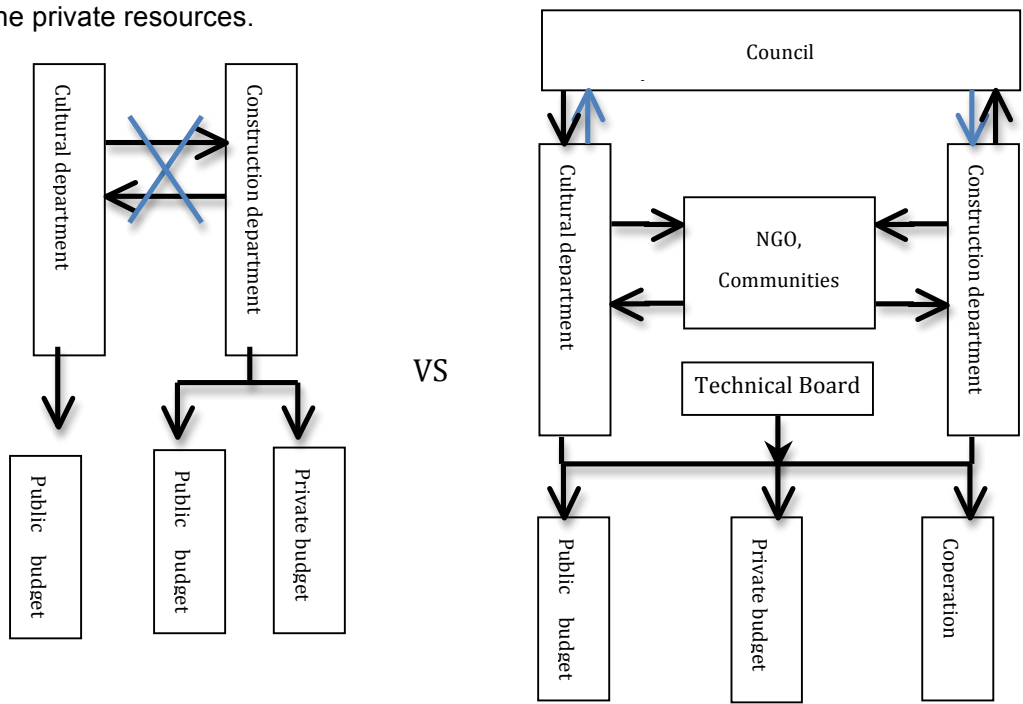 ne private resources.
Cultural department
Construction department
Public budget
Public budget
Private budget
VS
Council
Cultural department
NGO,
Communities
Construction department
Technical Board
Public budget
Private budget
Coperation